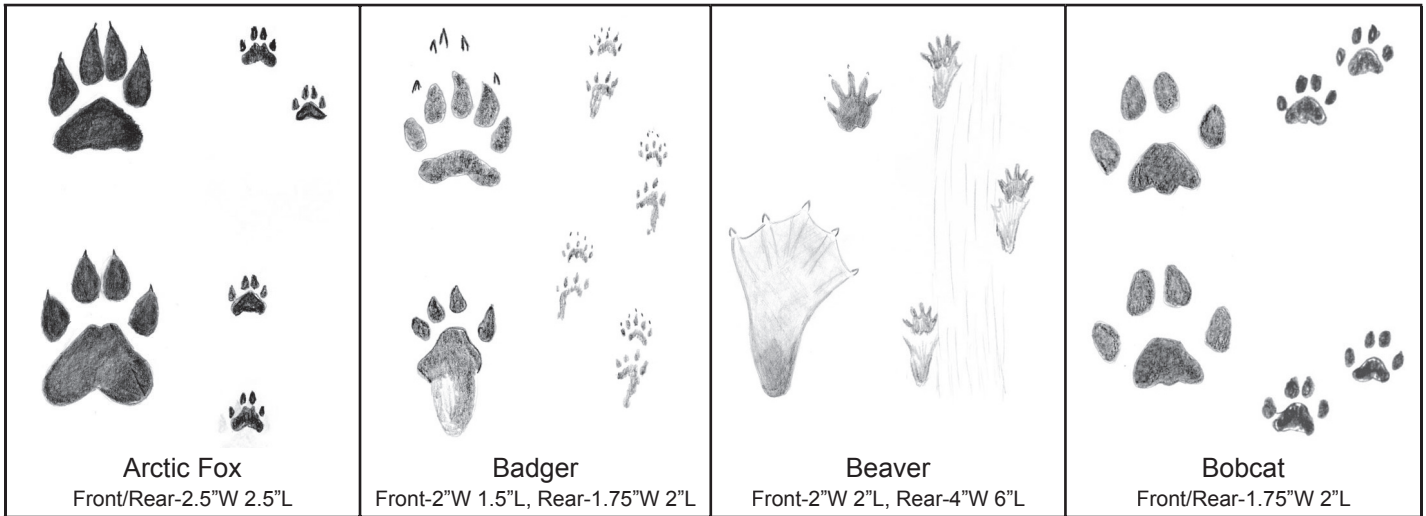 Arctic Fox
Front/Rear-2.5”W 2.5”L
Badger
Front-2”W 1.5”L, Rear-1.75”W 2”L
Beaver
Front-2”W 2”L, Rear-4”W 6”L
Bobcat
Front/Rear-1.75”W 2”L